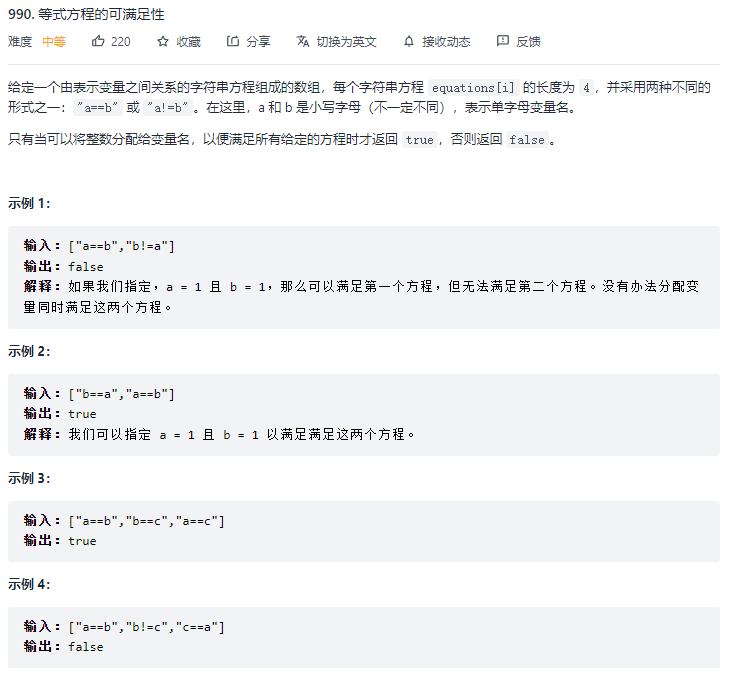 990. 等式方程的可满足性
难度 中等 220 收藏 分享 切换为英文 接收动态 反馈
给定一个由表示变量之间关系的字符串方程组成的数组，每个字符串方程 equations[i] 的长度为 4，并采用两种不同的
形式之一："a==b" 或 "a!=b"。在这里，a 和 b 是小写字母（不一定不同），表示单字母变量名。
只有当可以将整数分配给变量名，以便满足所有给定的方程时才返回 true，否则返回 false。
示例 1：
输入：["a==b","b!=a"]
输出：false
解释：如果我们指定，a = 1 且 b = 1，那么可以满足第一个方程，但无法满足第二个方程。没有办法分配变
量同时满足这两个方程。
示例 2：
输入：["b==a","a==b"]
输出：true
解释：我们可以指定 a = 1 且 b = 1 以满足满足这两个方程。
示例 3：
输入：["a==b","b==c","a==c"]
输出：true
示例 4：
输入：["a==b","b!=c","c==a"]
输出：false